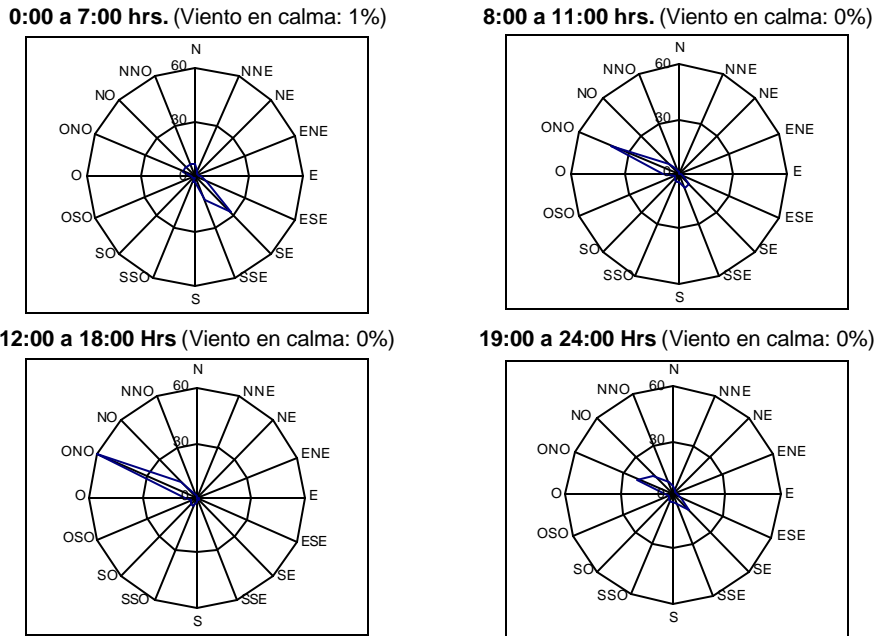 0:00 a 7:00 hrs. (Viento en calma: 1%)
N
60
NNO
NNE
NO
NE
30
ONO
ENE
0
O
E
OSO
ESE
SO
SE
SSO
SSE
S
8:00 a 11:00 hrs. (Viento en calma: 0%)
N
60
NNO
NNE
NO
NE
30
ONO
ENE
0
O
E
OSO
ESE
SO
SE
SSO
SSE
S
12:00 a 18:00 Hrs (Viento en calma: 0%)
N
60
NNO
NNE
NO
NE
30
ONO
ENE
0
O
E
OSO
ESE
SO
SE
SSO
SSE
S
19:00 a 24:00 Hrs (Viento en calma: 0%)
N
60
NNO
NNE
NO
NE
30
ONO
ENE
0
O
E
OSO
ESE
SO
SE
SSO
SSE
S